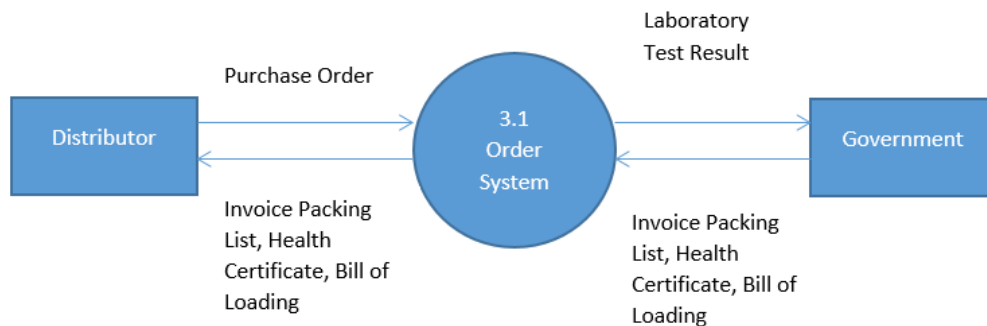 Laboratory
Test Result
Purchase Order
Distributor
3.1
Order
System
Government
Invoice Packing
List, Health
Certificate, Bill of
Loading
Invoice Packing
List, Health
Certificate, Bill of
Loading